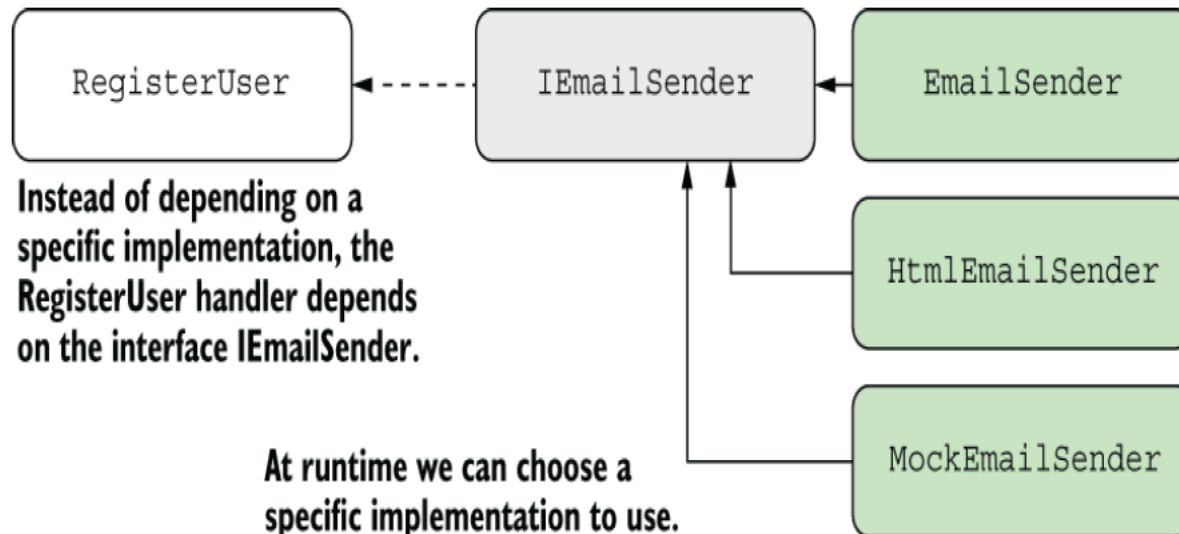 RegisterUser
IEmailSender
EmailSender
Instead of depending on a
specific implementation, the
RegisterUser handler depends
on the interface IEmailSender.
HtmlEmailSender
MockEmailSender
At runtime we can choose a
specific implementation to use.